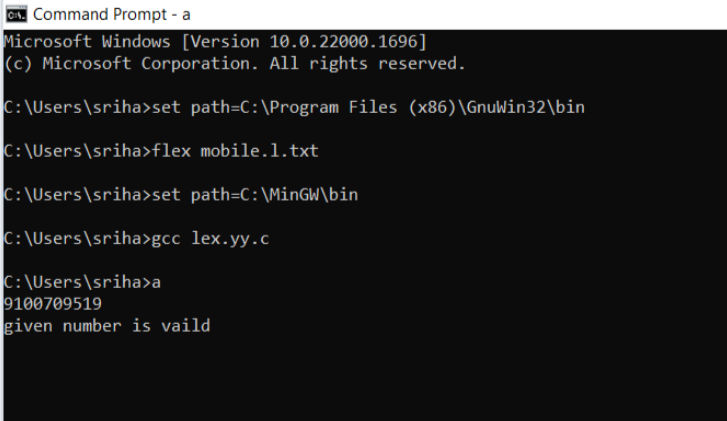 Command Prompt - a
Microsoft Windows [Version 10.0.22000.1696]
(c) Microsoft Corporation. All rights reserved.
C:\Users\sriha>set path=C:\Program Files (x86)\GnuWin32\bin
C:\Users\sriha>flex mobile.l.txt
C:\Users\sriha>set path=C:\MinGW\bin
C:\Users\sriha>gcc lex.yy.c
C:\Users\sriha>a
9100709519
given number is vaild